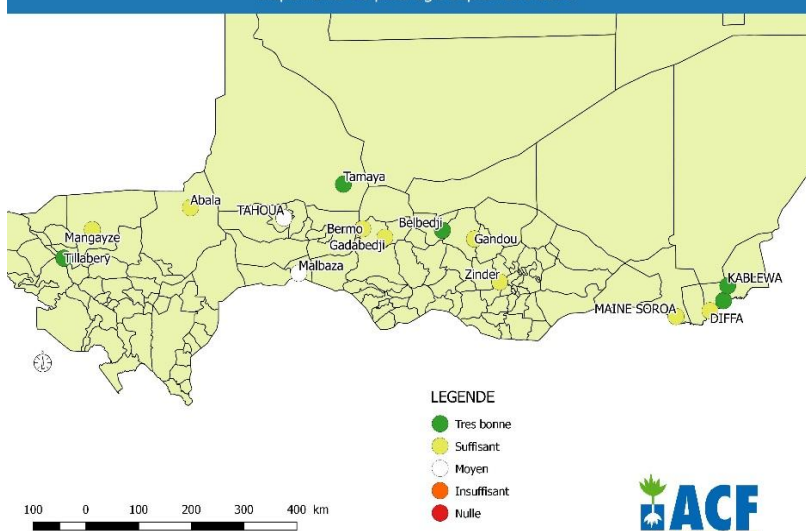 Tamaya
Abala
TAHOUA
Mangayze
Bermo
Belbedji
Gadabedji
Gandou
Tillabery
Malbaza
Zinder
KABLEWA
MAINE SOROA
DIFFA
LEGENDE
Tres bonne
Suffisant
Moyen
Insuffisant
Nulle
100 0 100 200 300 400 km
ACF